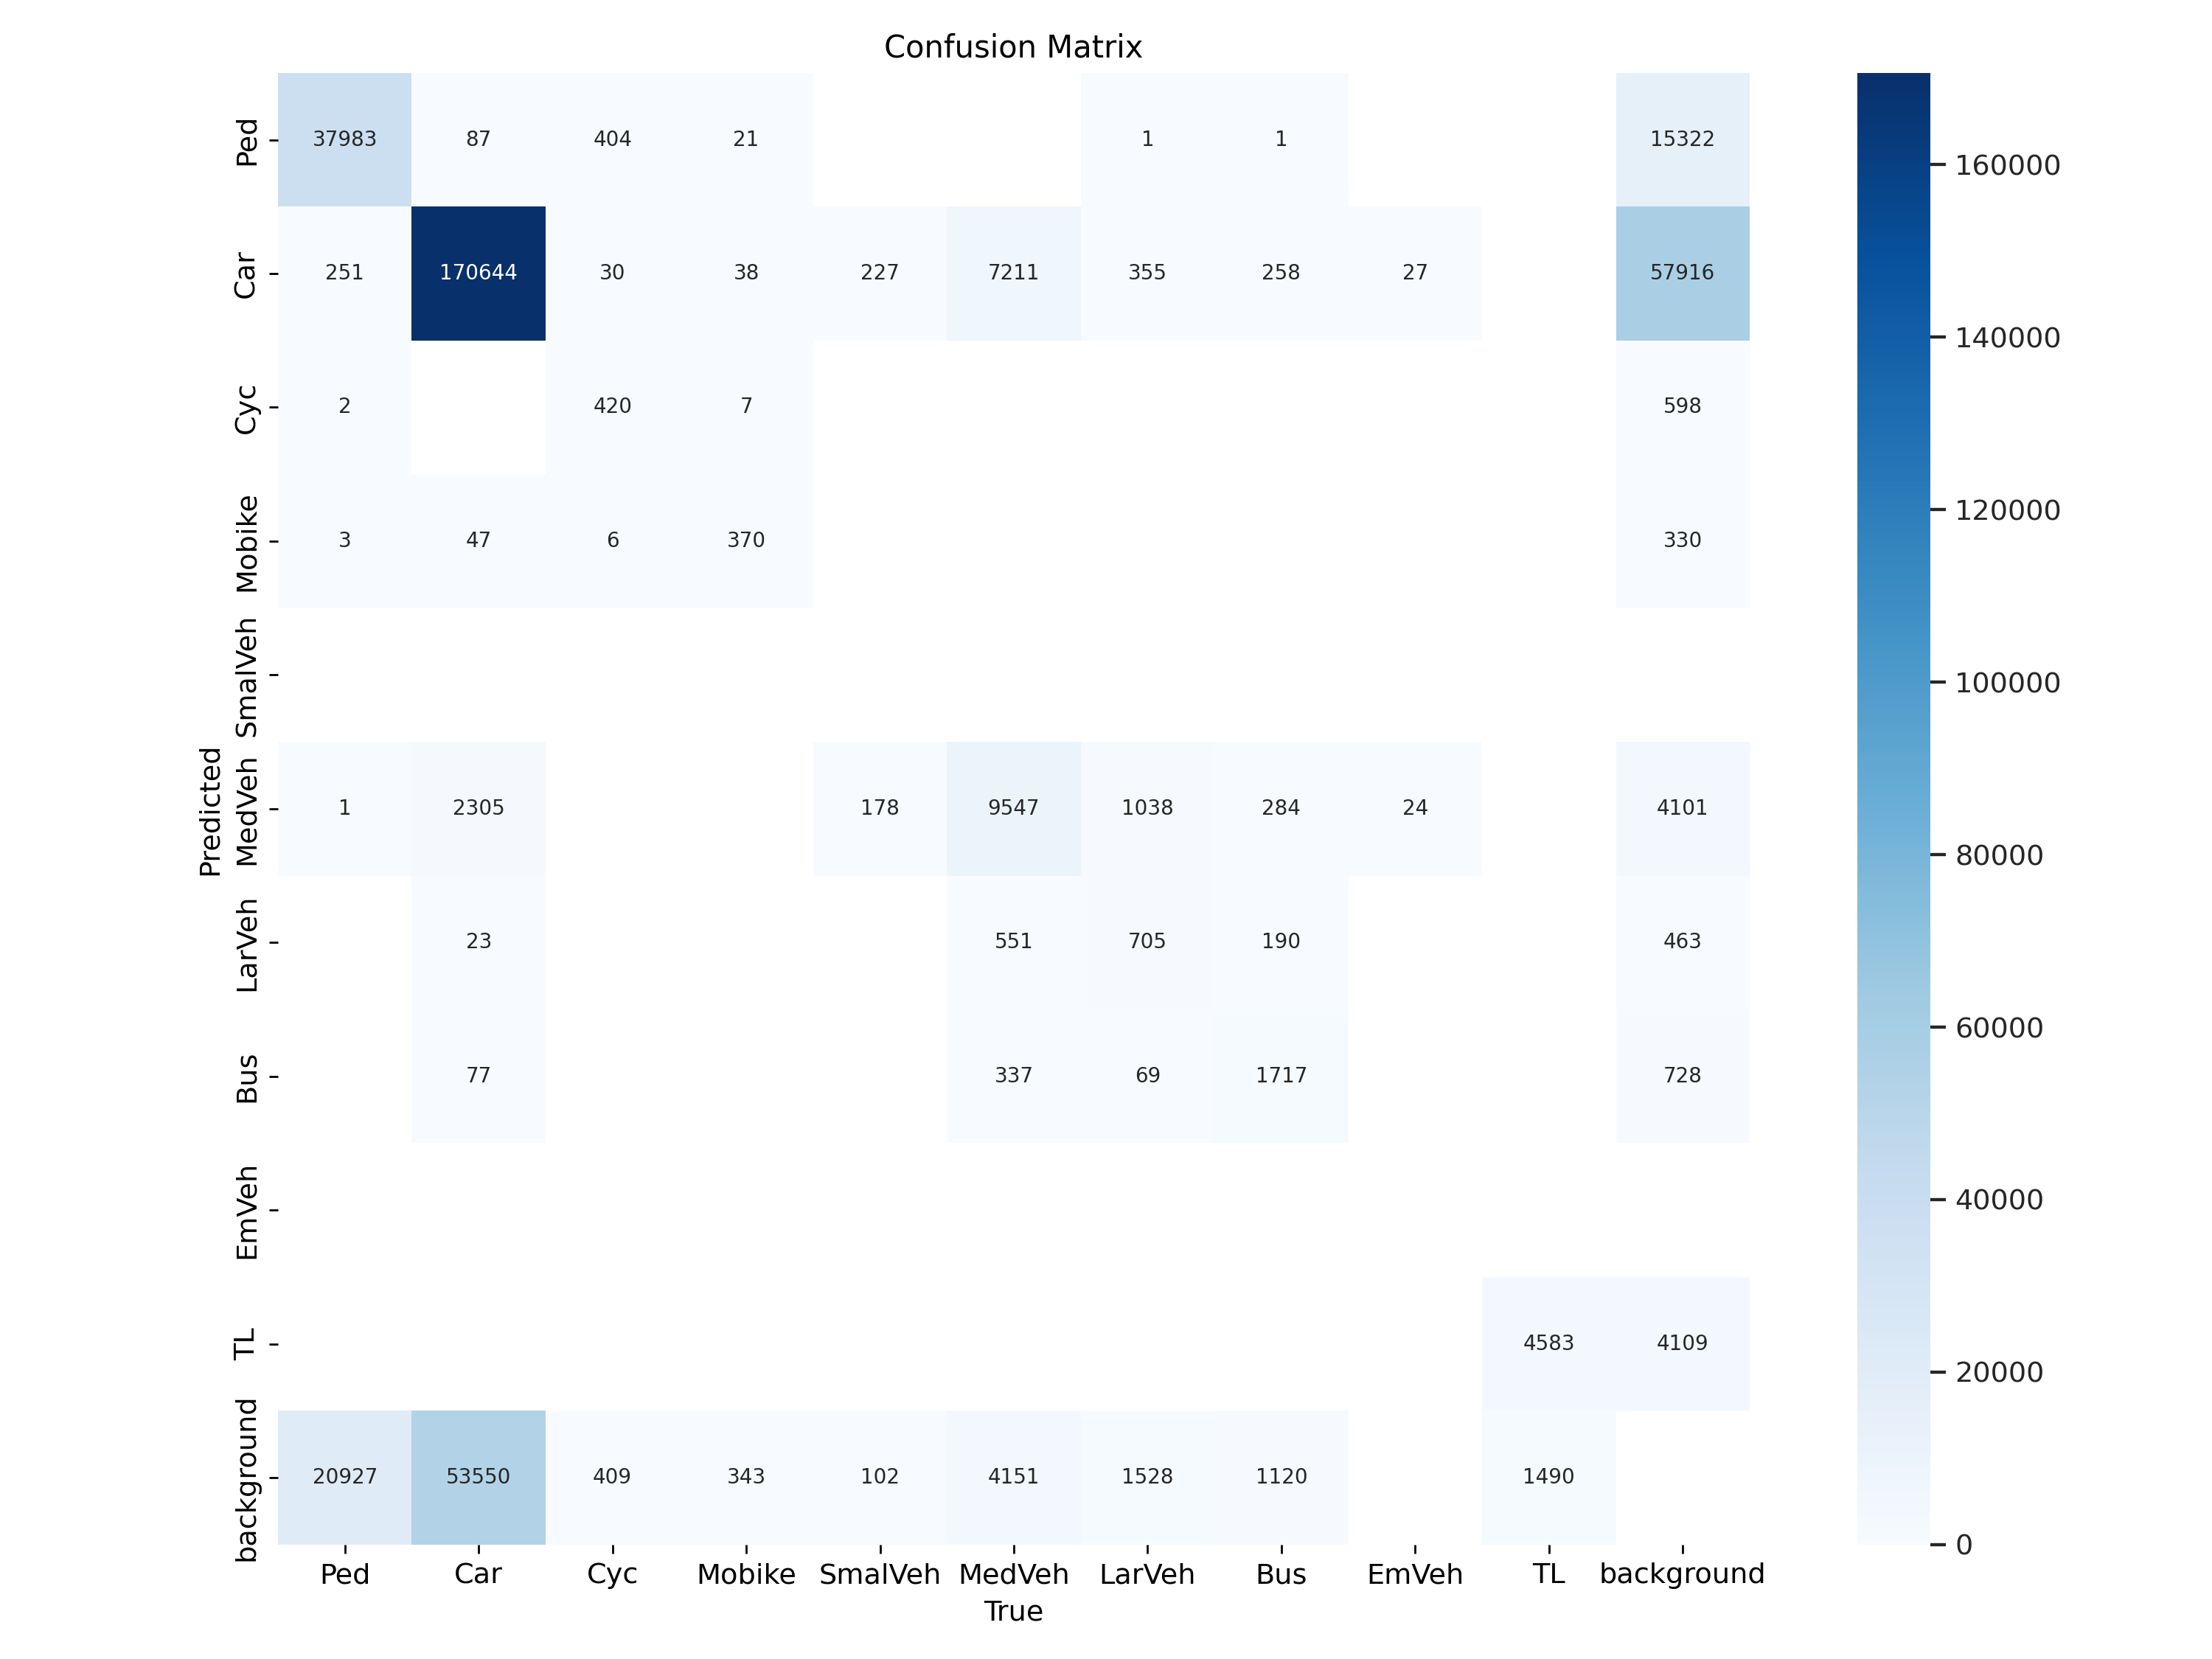 Confusion Matrix
Ped 37983 87 404 21 1 1 15322
Car 251 170644 30 38 227 7211 355 258 27 57916
Cyc 2 420 7 598
Mobike 3 47 6 370 330
SmalVeh
MedVeh 1 2305 178 9547 1038 284 24 4101
LarVeh 23 551 705 190 463
Bus 77 337 69 1717 728
EmVeh
TL 4583 4109
background 20927 53550 409 343 102 4151 1528 1120 1490
Predicted
Ped Car Cyc Mobike SmalVeh MedVeh LarVeh Bus EmVeh TL background
True
160000
140000
120000
100000
80000
60000
40000
20000
0